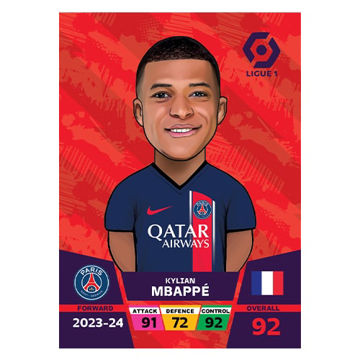 LIGUE 1
QATAR
AIRWAYS
PARIS
KYLIAN
MBAPPÉ
FORWARD
2023-24
ATTACK DEFENCE CONTROL
91 72 92
OVERALL
92